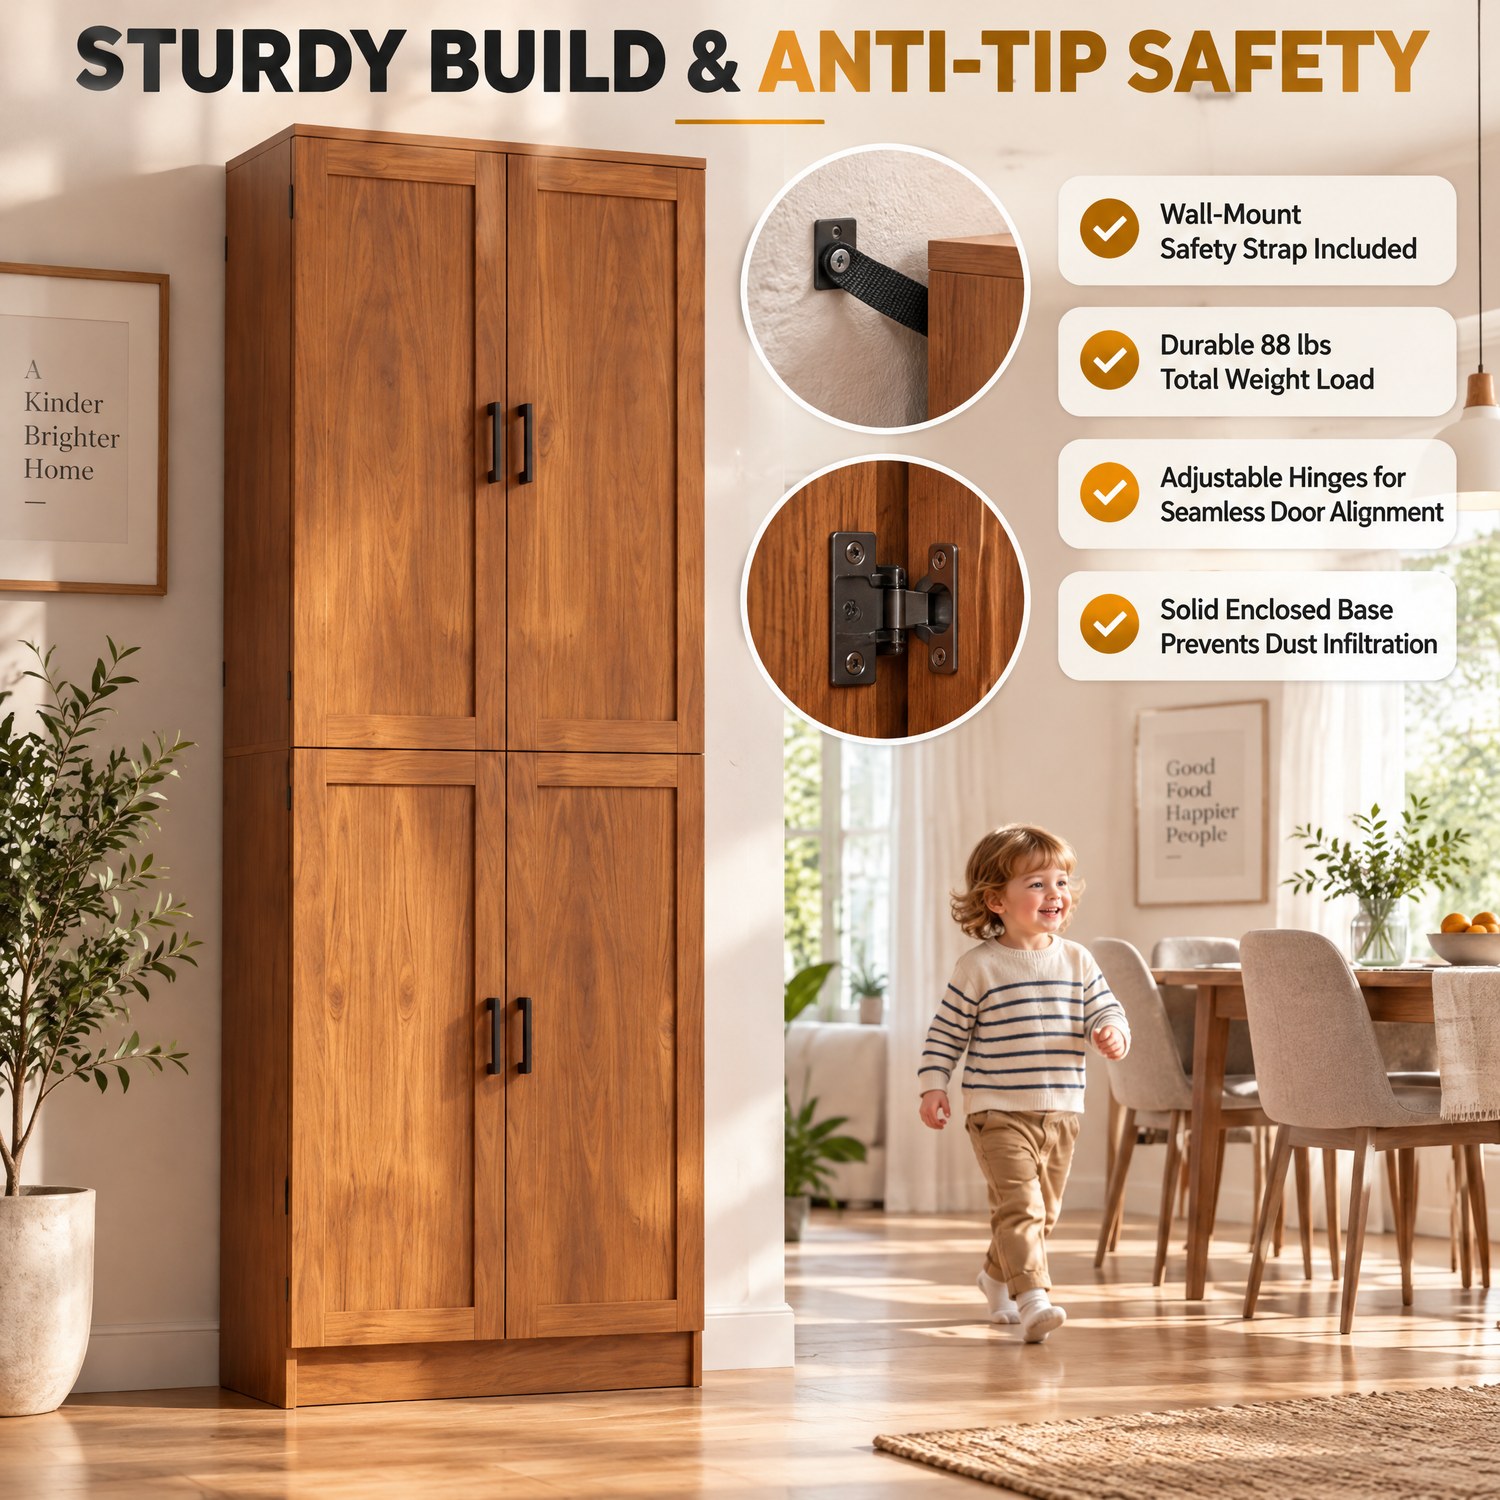 STURDY BUILD & ANTI-TIP SAFETY
Wall-Mount
Safety Strap Included
Durable 88 lbs
Total Weight Load
Adjustable Hinges for
Seamless Door Alignment
Solid Enclosed Base
Prevents Dust Infiltration
A
Kinder
Brighter
Home
Good
Food
Happier
People